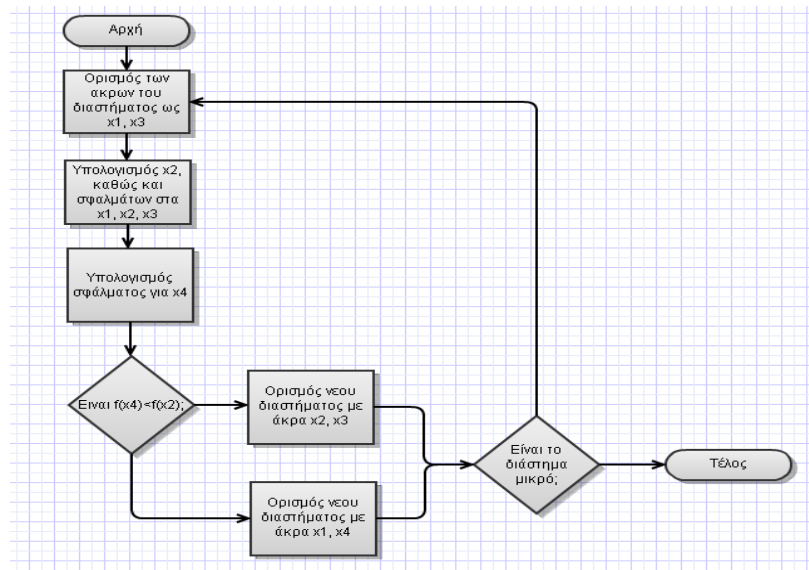 Αρχή
Ορισμός των
ακρων του
διαστήματος ως
x1, x3
Υπολογισμός x2,
καθώς και
σφαλμάτων στα
x1, x2, x3
Υπολογισμός
σφάλματος για x4
Ειναι f(x4)<f(x2);
Ορισμός νεου
διαστήματος με
άκρα x2, x3
Ορισμός νεου
διαστήματος με
άκρα x1, x4
Είναι το
διάστημα
μικρό;
Τέλος